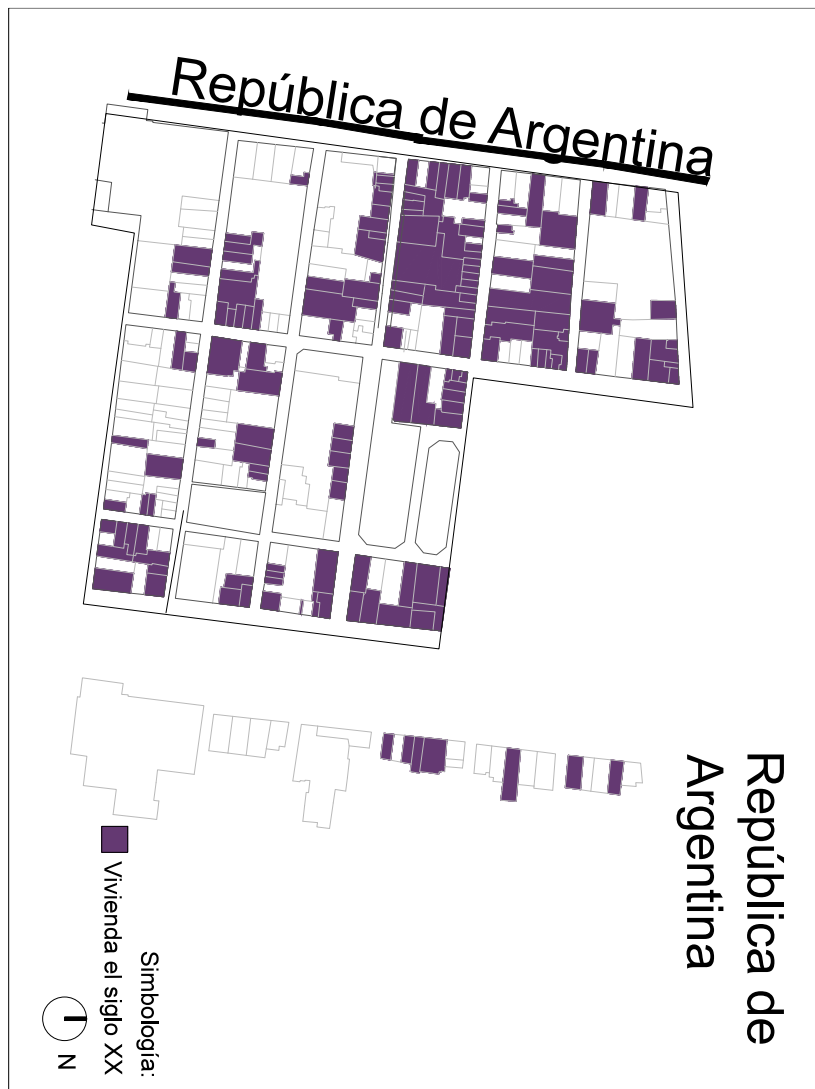 República de Argentina
República de
Argentina
Simbología:
Vivienda el siglo XX
N